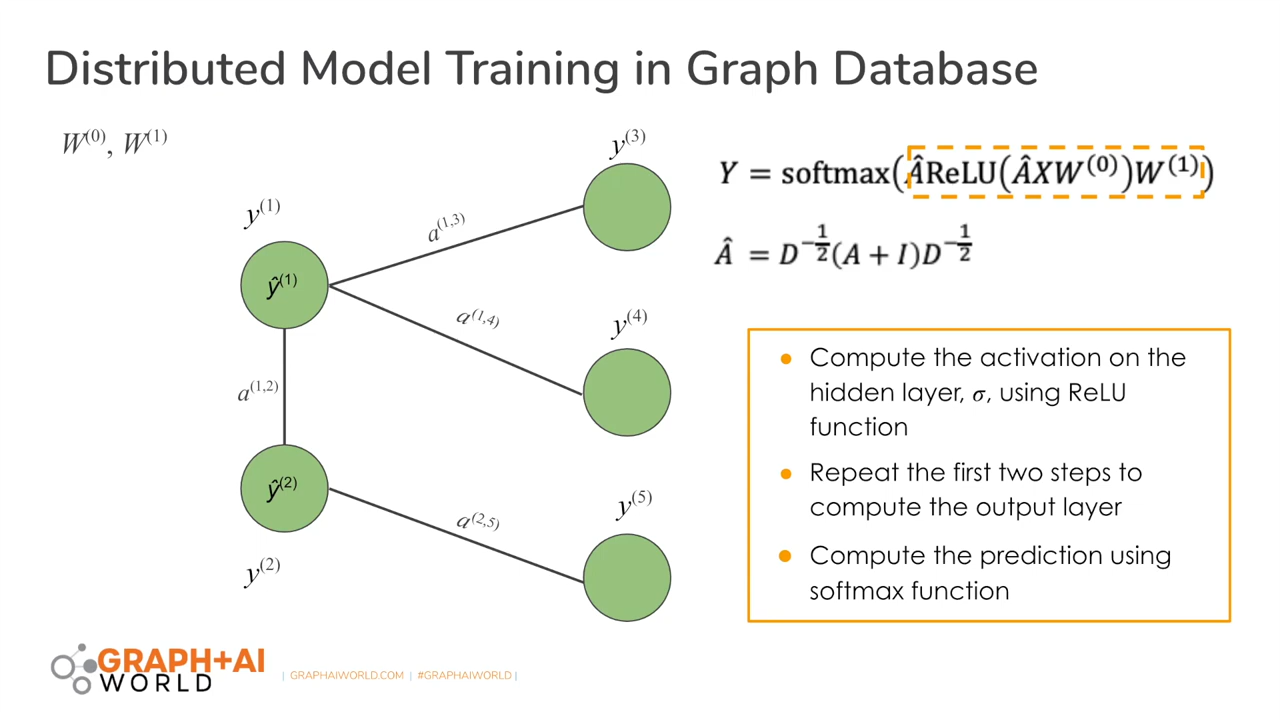 Distributed Model Training in Graph Database
W⁽⁰⁾, W⁽¹⁾
y⁽³⁾
y⁽¹⁾
a⁽¹,³⁾
ŷ⁽¹⁾
a⁽¹,⁴⁾
y⁽⁴⁾
a⁽¹,²⁾
ŷ⁽²⁾
a⁽²,⁵⁾
y⁽⁵⁾
y⁽²⁾
Y = softmax(ÂReLU(ÂXW⁽⁰⁾)W⁽¹⁾)
Â = D^{-1/2}(A + I)D^{-1/2}
• Compute the activation on the
hidden layer, σ, using ReLU
function
• Repeat the first two steps to
compute the output layer
• Compute the prediction using
softmax function
GRAPH+AI
WORLD
| GRAPHAIWORLD.COM | #GRAPHAIWORLD |